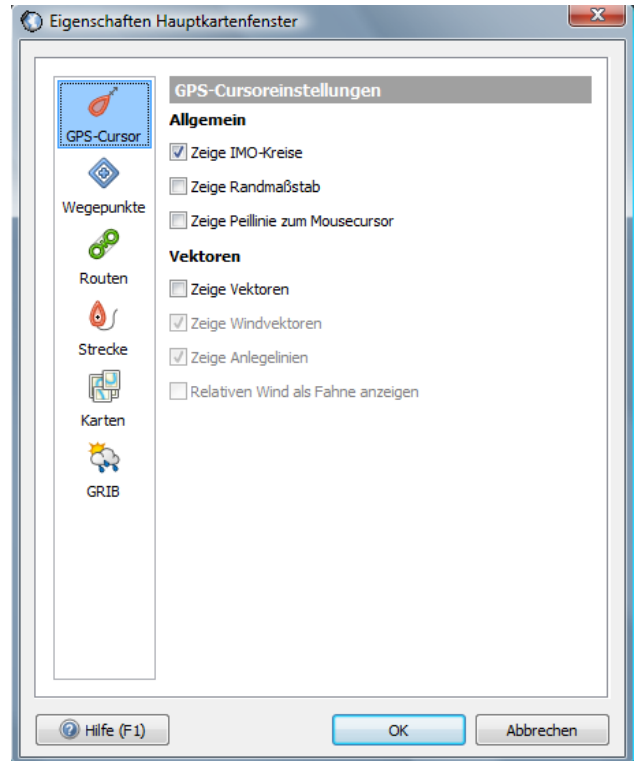 Eigenschaften Hauptkartenfenster
GPS-Cursor
Wegepunkte
Routen
Strecke
Karten
GRIB
GPS-Cursoreinstellungen
Allgemein
Zeige IMO-Kreise
Zeige Randmaßstab
Zeige Peillinie zum Mousecursor
Vektoren
Zeige Vektoren
Zeige Windvektoren
Zeige Anlegelinien
Relativen Wind als Fahne anzeigen
Hilfe (F1)
OK
Abbrechen